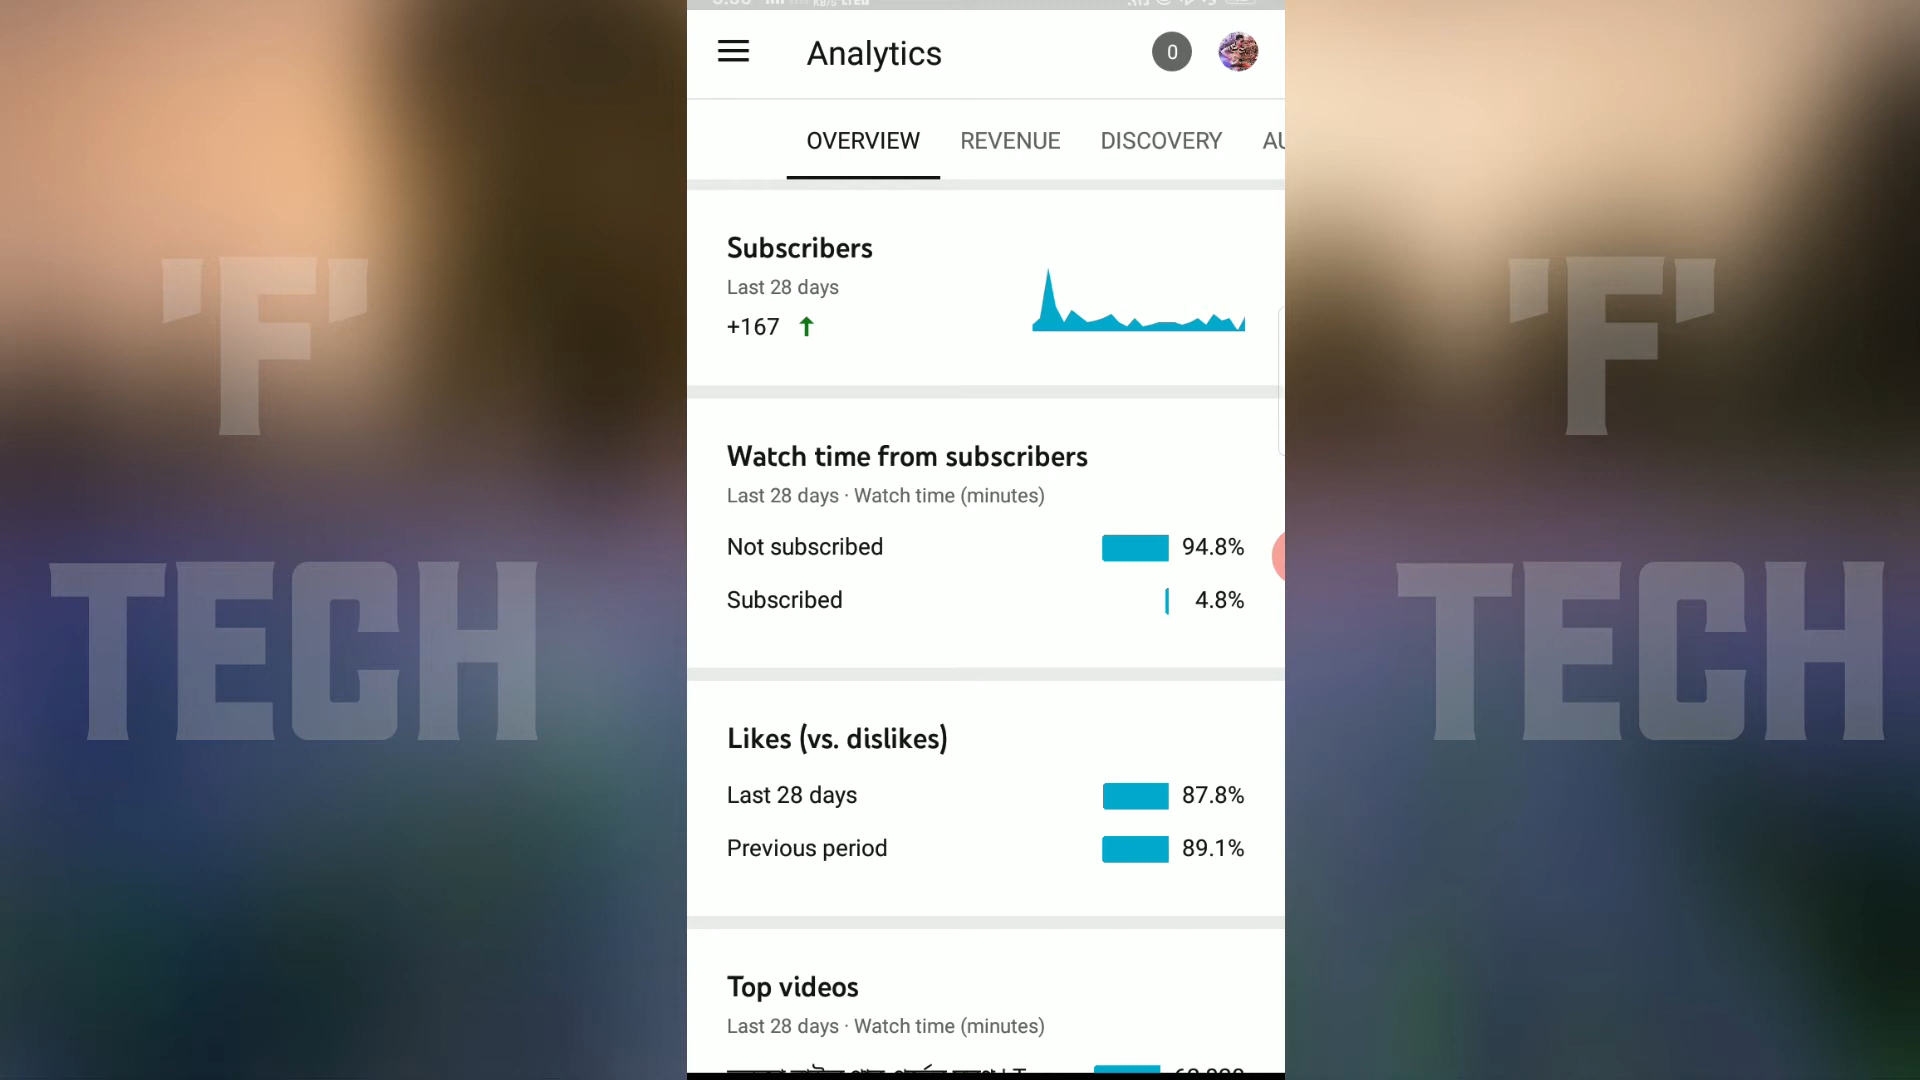 Analytics
0
OVERVIEW REVENUE DISCOVERY AU
Subscribers
Last 28 days
+167
Watch time from subscribers
Last 28 days · Watch time (minutes)
Not subscribed 94.8%
Subscribed 4.8%
Likes (vs. dislikes)
Last 28 days 87.8%
Previous period 89.1%
Top videos
Last 28 days · Watch time (minutes)
'F'
TECH
'F'
TECH